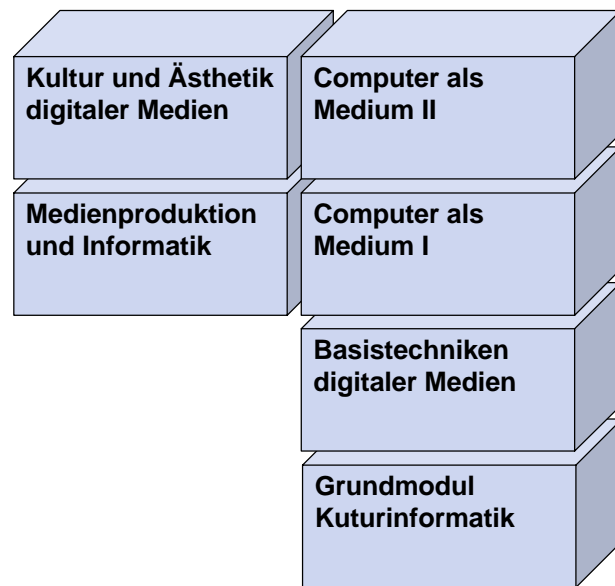 Kultur und Ästhetik
digitaler Medien
Computer als
Medium II
Medienproduktion
und Informatik
Computer als
Medium I
Basistechniken
digitaler Medien
Grundmodul
Kuturinformatik